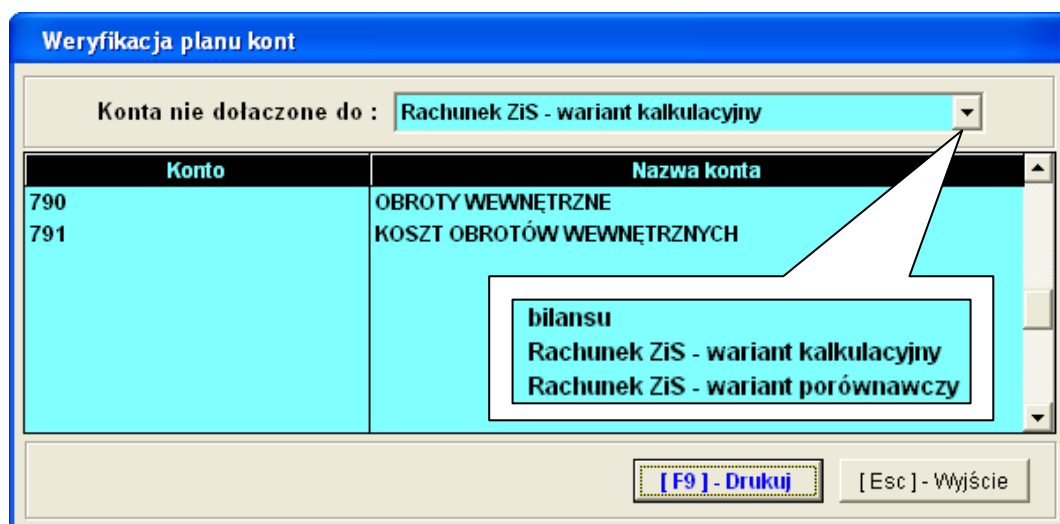 Weryfikacja planu kont
Konta nie dołaczone do : Rachunek ZiS - wariant kalkulacyjny
Konto Nazwa konta
790 OBROTY WEWNĘTRZNE
791 KOSZT OBROTÓW WEWNĘTRZNYCH
bilansu
Rachunek ZiS - wariant kalkulacyjny
Rachunek ZiS - wariant porównawczy
[ F9 ] - Drukuj [ Esc ] - Wyjście